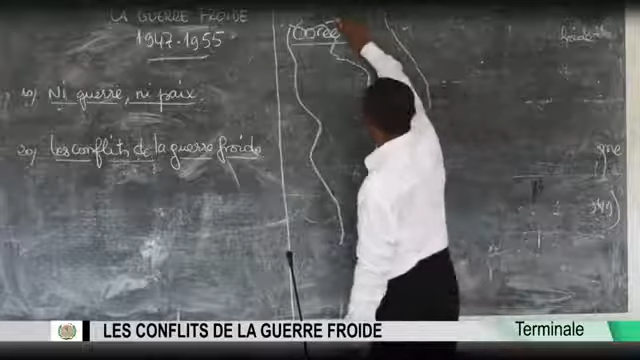 LA GUERRE FROIDE
1947-1955
1°) Ni guerre, ni paix
2°) Les conflits de la guerre froide
Corée
LES CONFLITS DE LA GUERRE FROIDE
Terminale